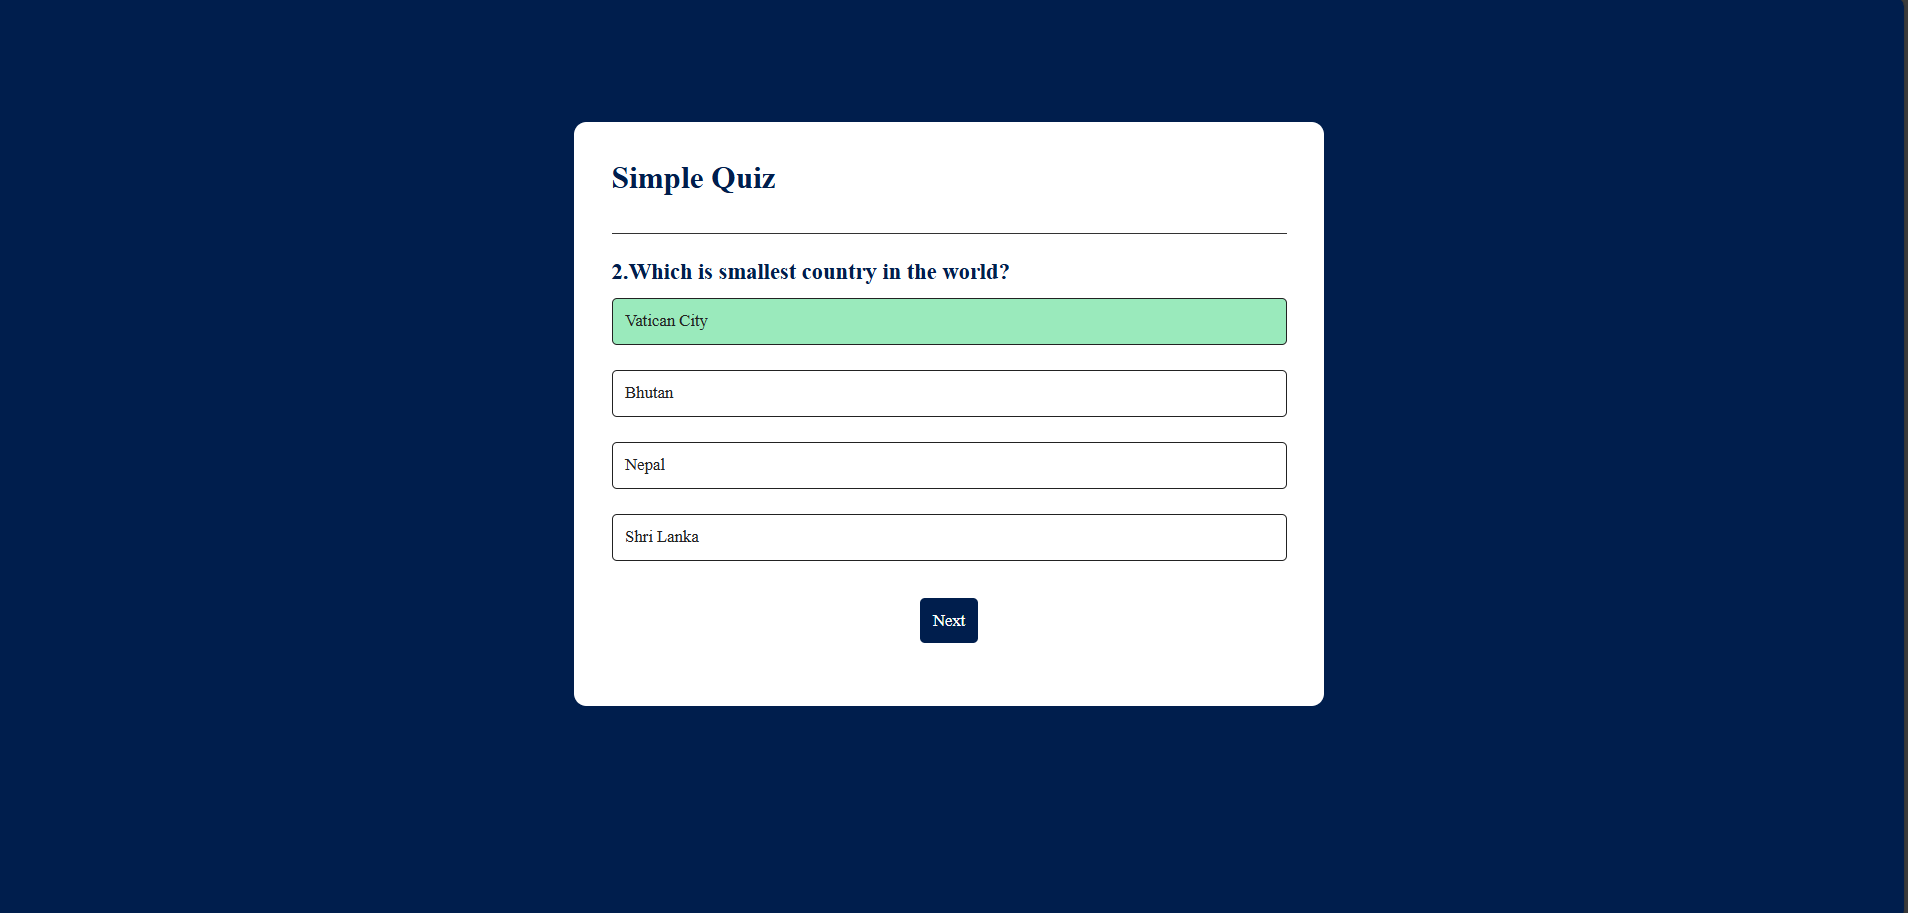 Simple Quiz
2.Which is smallest country in the world?
Vatican City
Bhutan
Nepal
Shri Lanka
Next